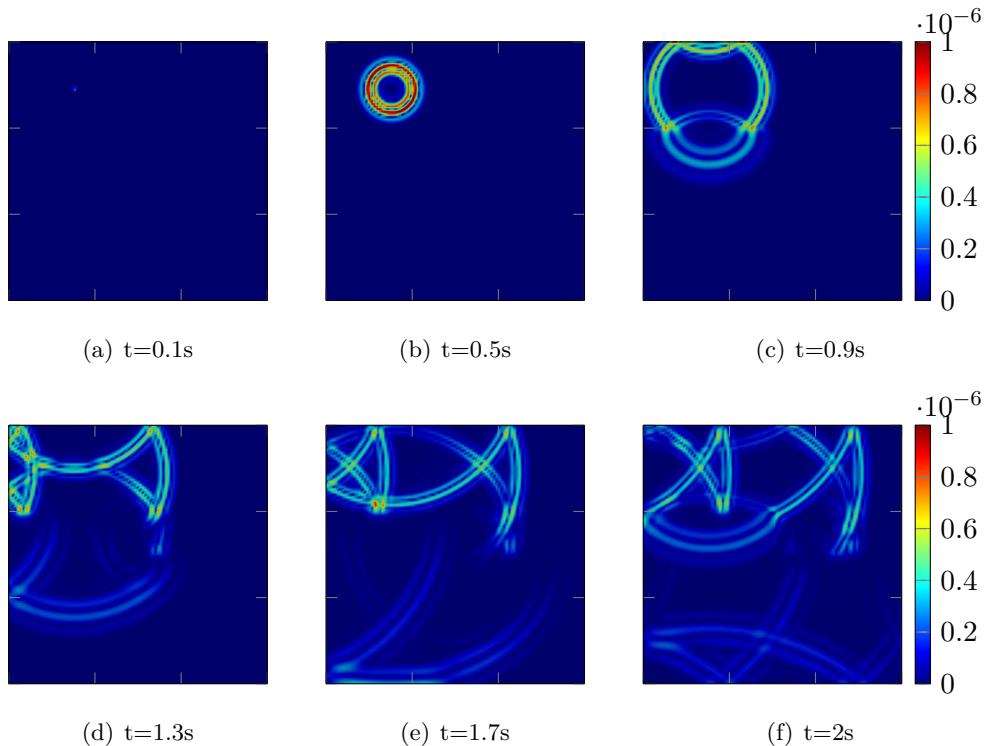 ·10⁻⁶
1
0.8
0.6
0.4
0.2
0
(a) t=0.1s
(b) t=0.5s
(c) t=0.9s
·10⁻⁶
1
0.8
0.6
0.4
0.2
0
(d) t=1.3s
(e) t=1.7s
(f) t=2s